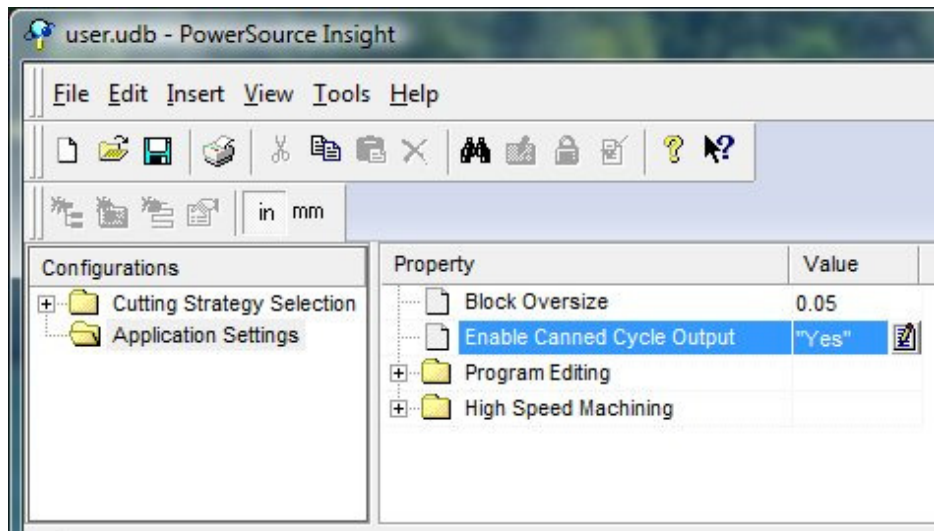 user.udb - PowerSource Insight
File Edit Insert View Tools Help
in mm
Configurations
Cutting Strategy Selection
Application Settings
Property Value
Block Oversize 0.05
Enable Canned Cycle Output "Yes"
Program Editing
High Speed Machining